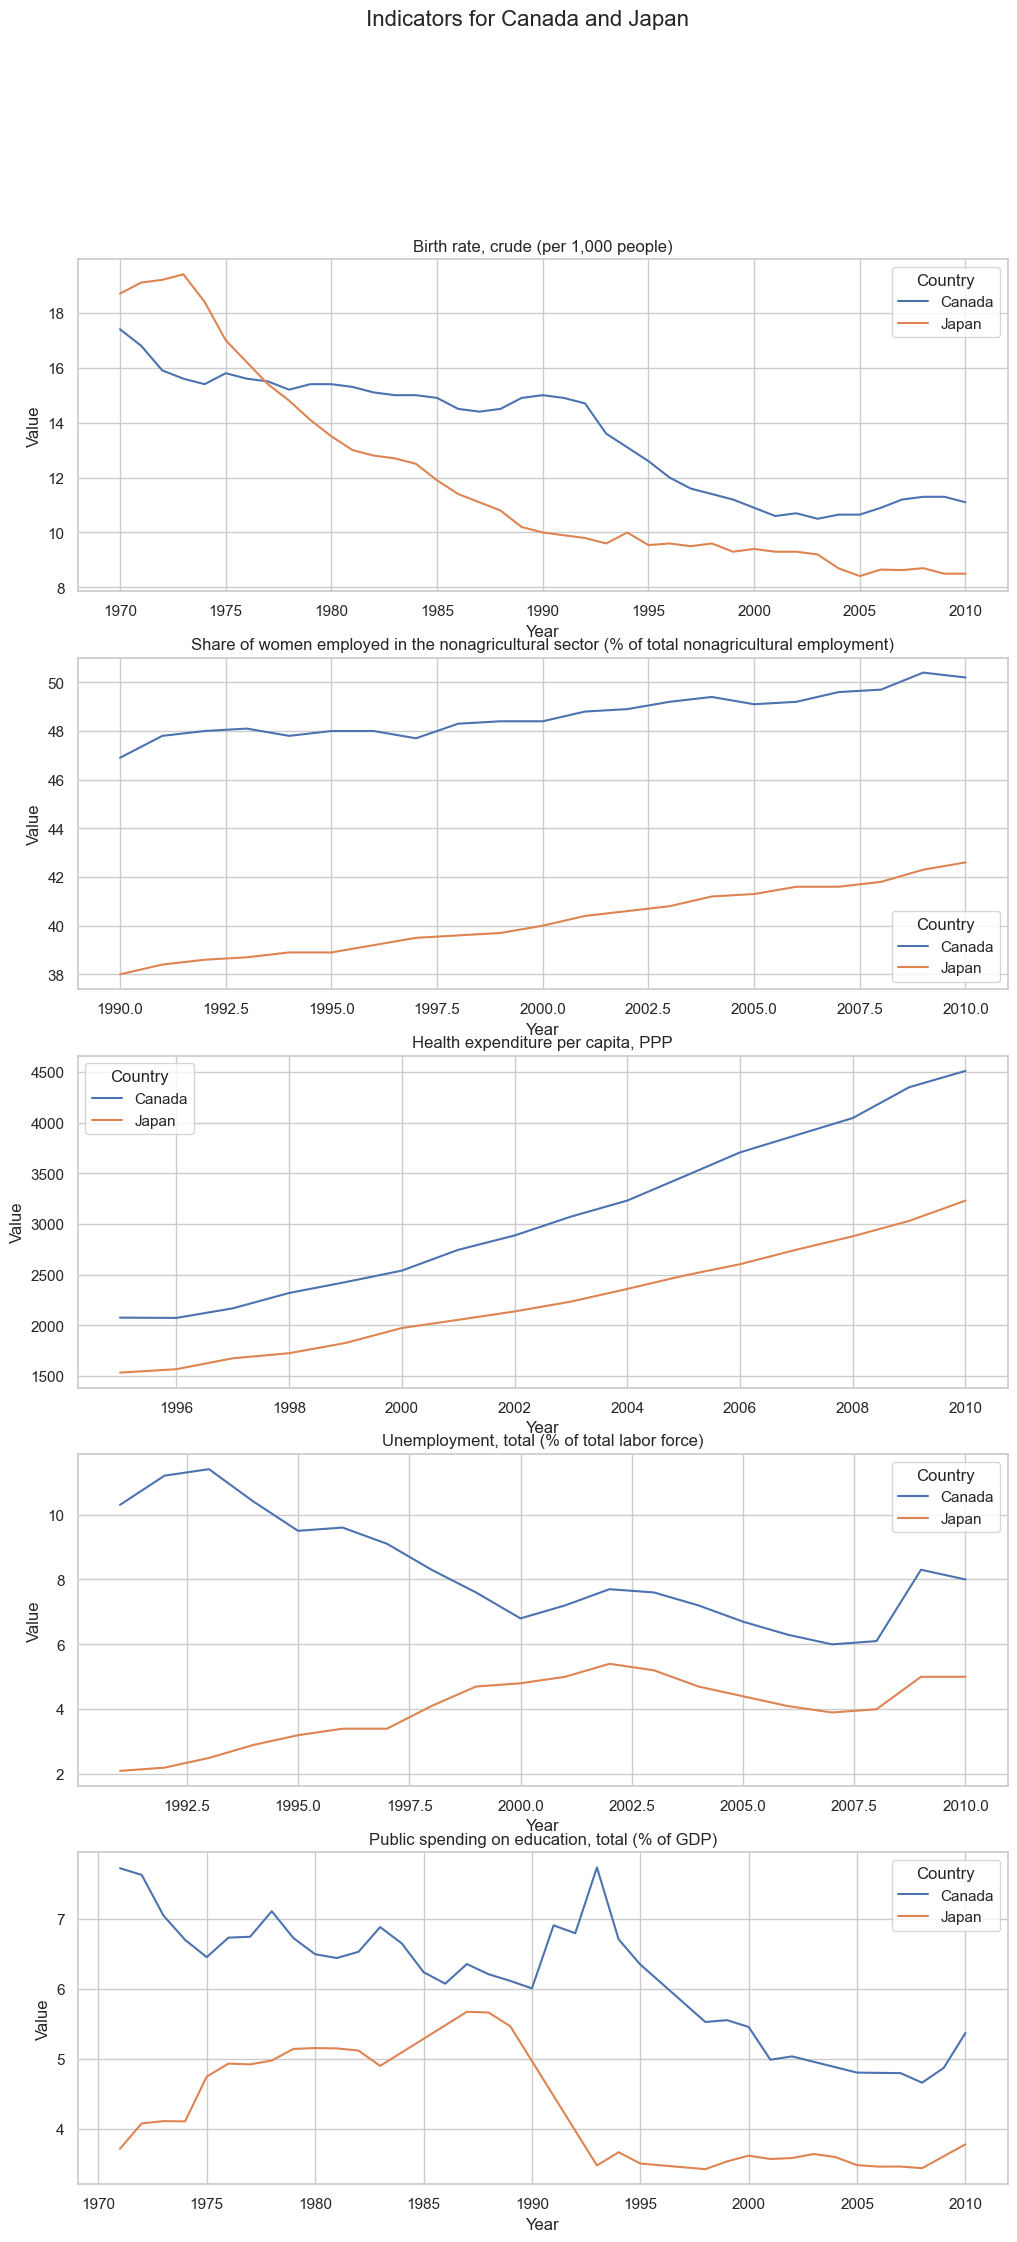 Indicators for Canada and Japan
Birth rate, crude (per 1,000 people)
Country
Canada
Japan
Value
18
16
14
12
10
8
1970 1975 1980 1985 1990 1995 2000 2005 2010
Year
Share of women employed in the nonagricultural sector (% of total nonagricultural employment)
Value
50
48
46
44
42
40
38
Country
Canada
Japan
1990.0 1992.5 1995.0 1997.5 2000.0 2002.5 2005.0 2007.5 2010.0
Year
Health expenditure per capita, PPP
Country
Canada
Japan
Value
4500
4000
3500
3000
2500
2000
1500
1996 1998 2000 2002 2004 2006 2008 2010
Year
Unemployment, total (% of total labor force)
Country
Canada
Japan
Value
10
8
6
4
2
1992.5 1995.0 1997.5 2000.0 2002.5 2005.0 2007.5 2010.0
Year
Public spending on education, total (% of GDP)
Country
Canada
Japan
Value
7
6
5
4
1970 1975 1980 1985 1990 1995 2000 2005 2010
Year